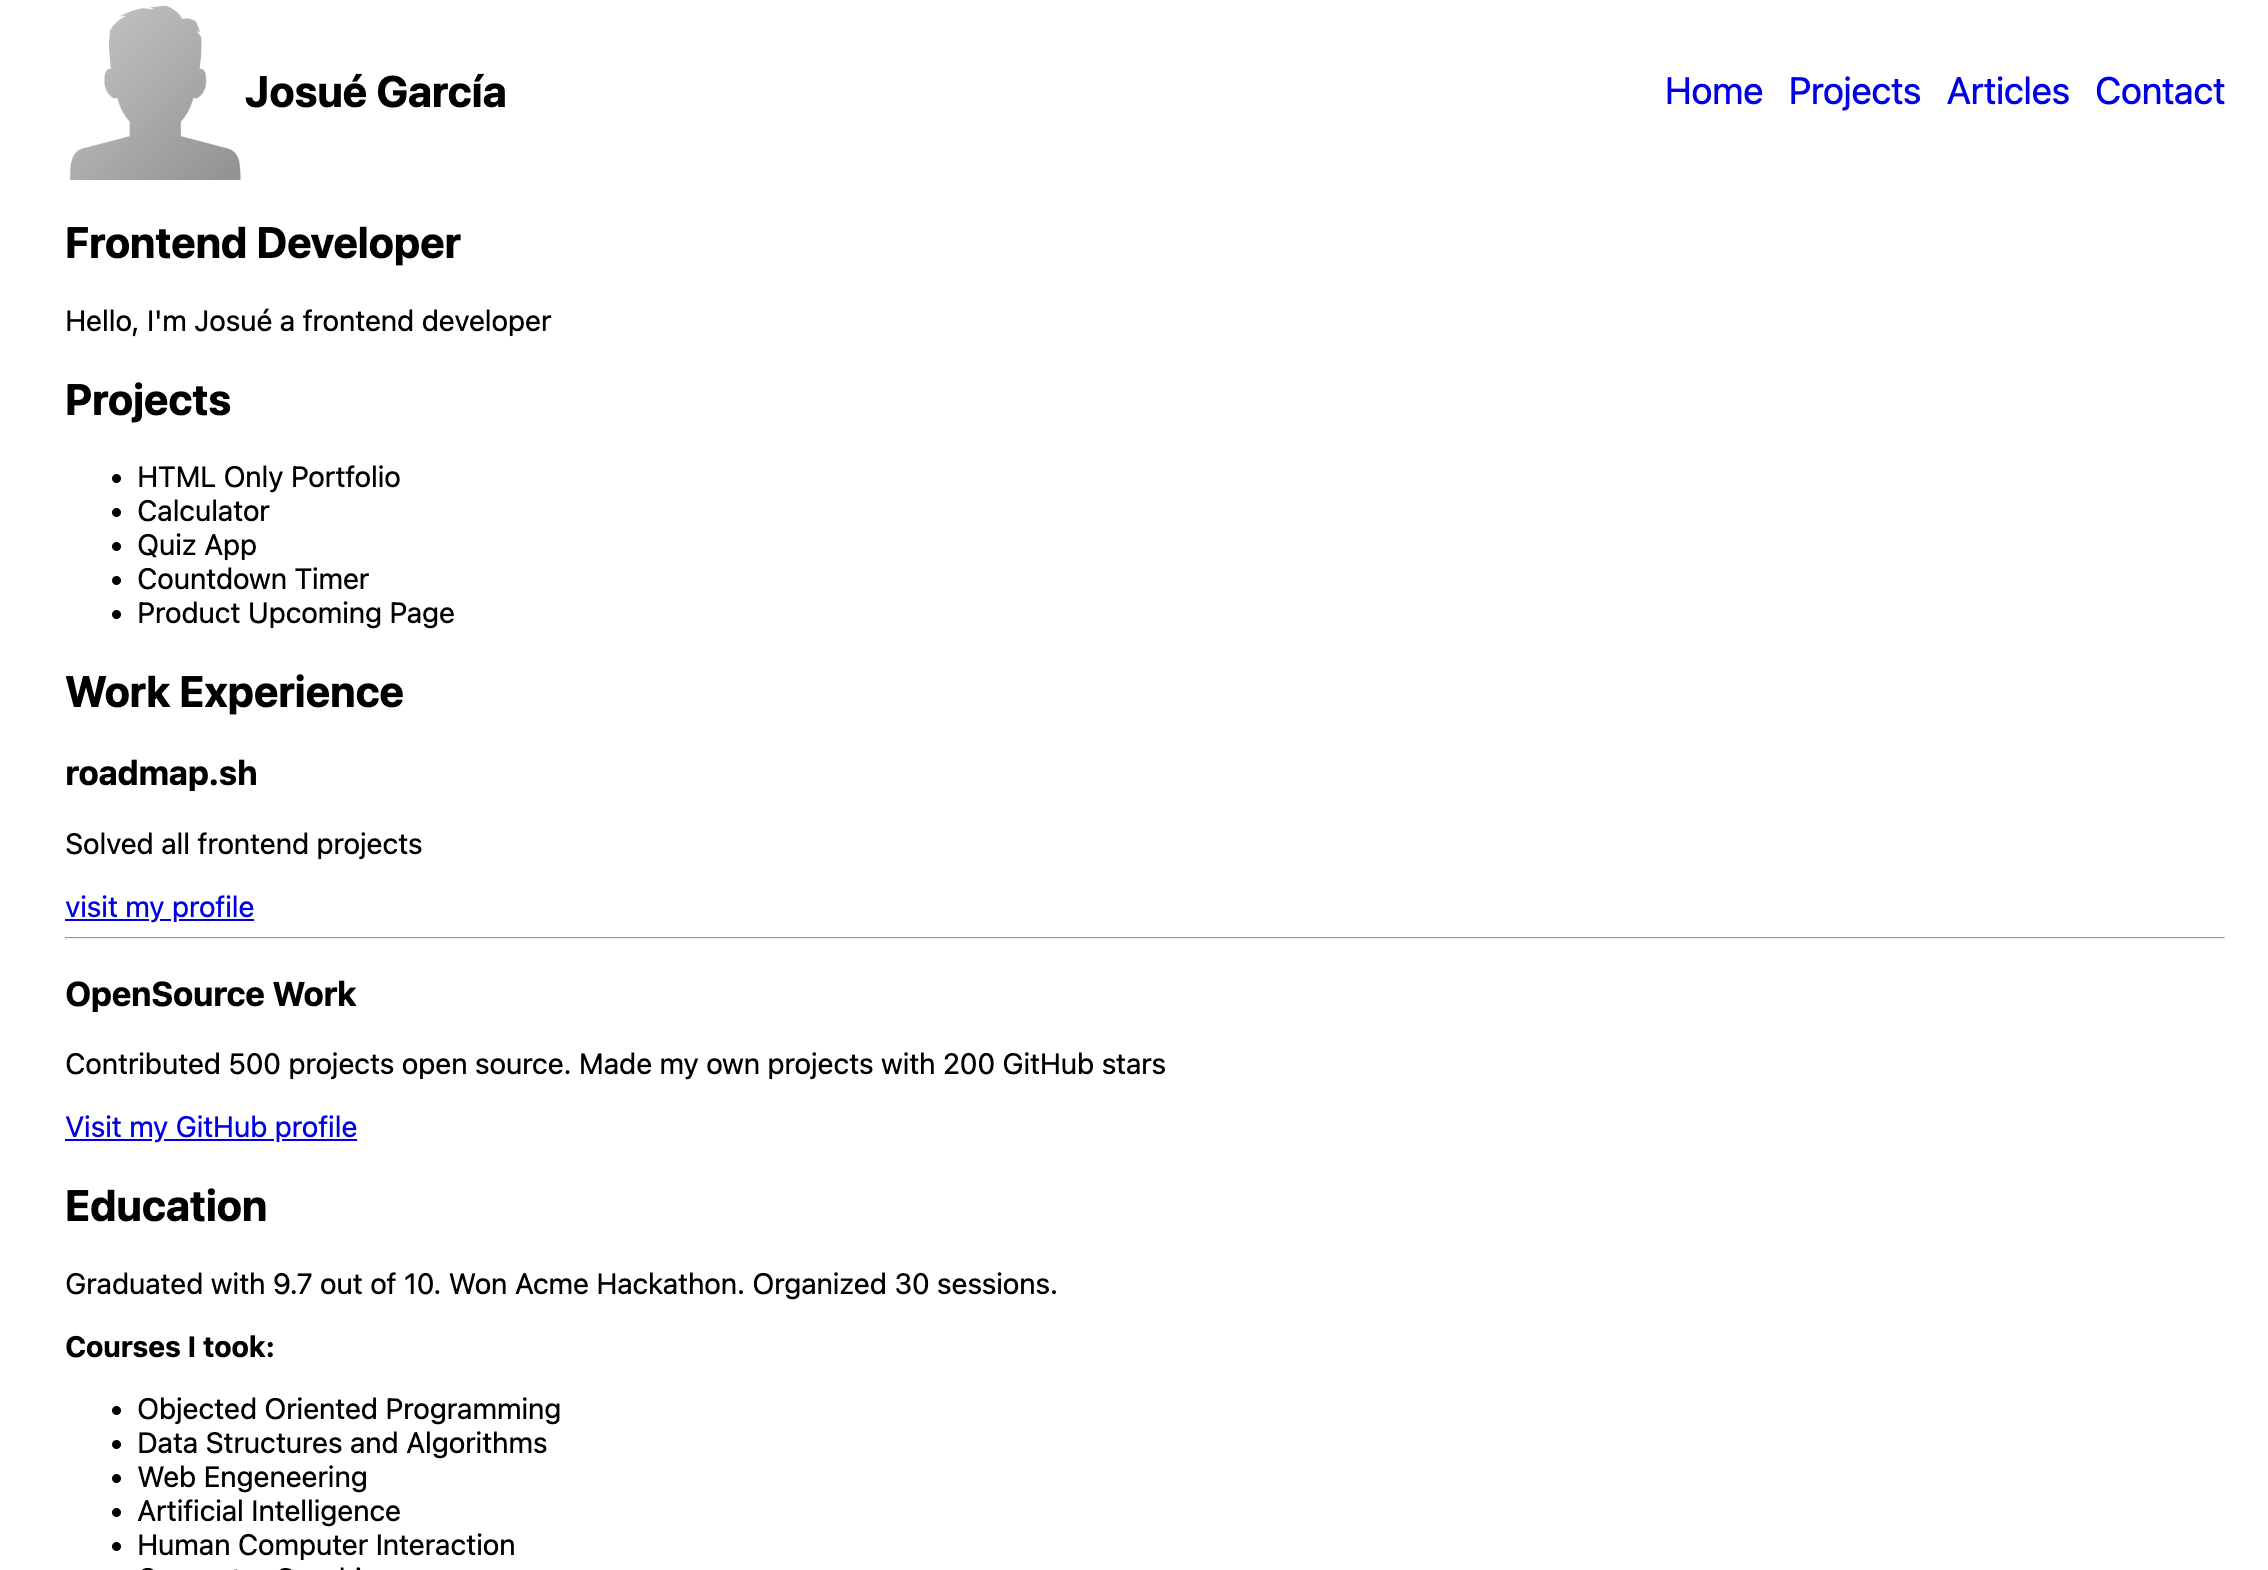 Josué García
Home Projects Articles Contact
Frontend Developer
Hello, I'm Josué a frontend developer
Projects
HTML Only Portfolio
Calculator
Quiz App
Countdown Timer
Product Upcoming Page
Work Experience
roadmap.sh
Solved all frontend projects
visit my profile
OpenSource Work
Contributed 500 projects open source. Made my own projects with 200 GitHub stars
Visit my GitHub profile
Education
Graduated with 9.7 out of 10. Won Acme Hackathon. Organized 30 sessions.
Courses I took:
Objected Oriented Programming
Data Structures and Algorithms
Web Engeneering
Artificial Intelligence
Human Computer Interaction